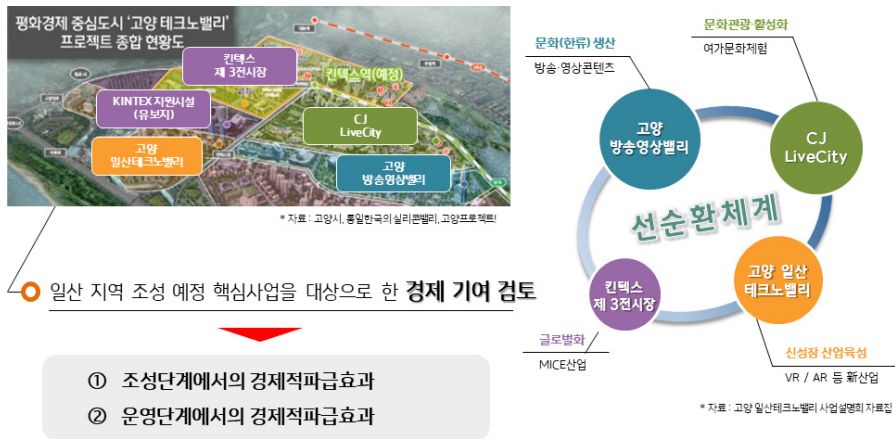 평화경제 중심도시 ‘고양 테크노밸리’
프로젝트 종합 현황도
킨텍스
제 3전시장
킨텍스역(예정)
KINTEX 지원시설
(유보지)
CJ
LiveCity
고양
일산테크노밸리
고양
방송영상밸리
* 자료 : 고양시, 통일한국의 실리콘밸리, 고양프로젝트!
일산 지역 조성 예정 핵심사업을 대상으로 한 경제 기여 검토
① 조성단계에서의 경제적파급효과
② 운영단계에서의 경제적파급효과
문화(한류) 생산
방송·영상콘텐츠
문화관광·활성화
여가문화체험
고양
방송영상밸리
CJ
LiveCity
선순환체계
킨텍스
제 3전시장
고양 일산
테크노밸리
글로벌화
MICE산업
신성장 산업육성
VR / AR 등 新산업
* 자료 : 고양 일산테크노밸리 사업설명회 자료집